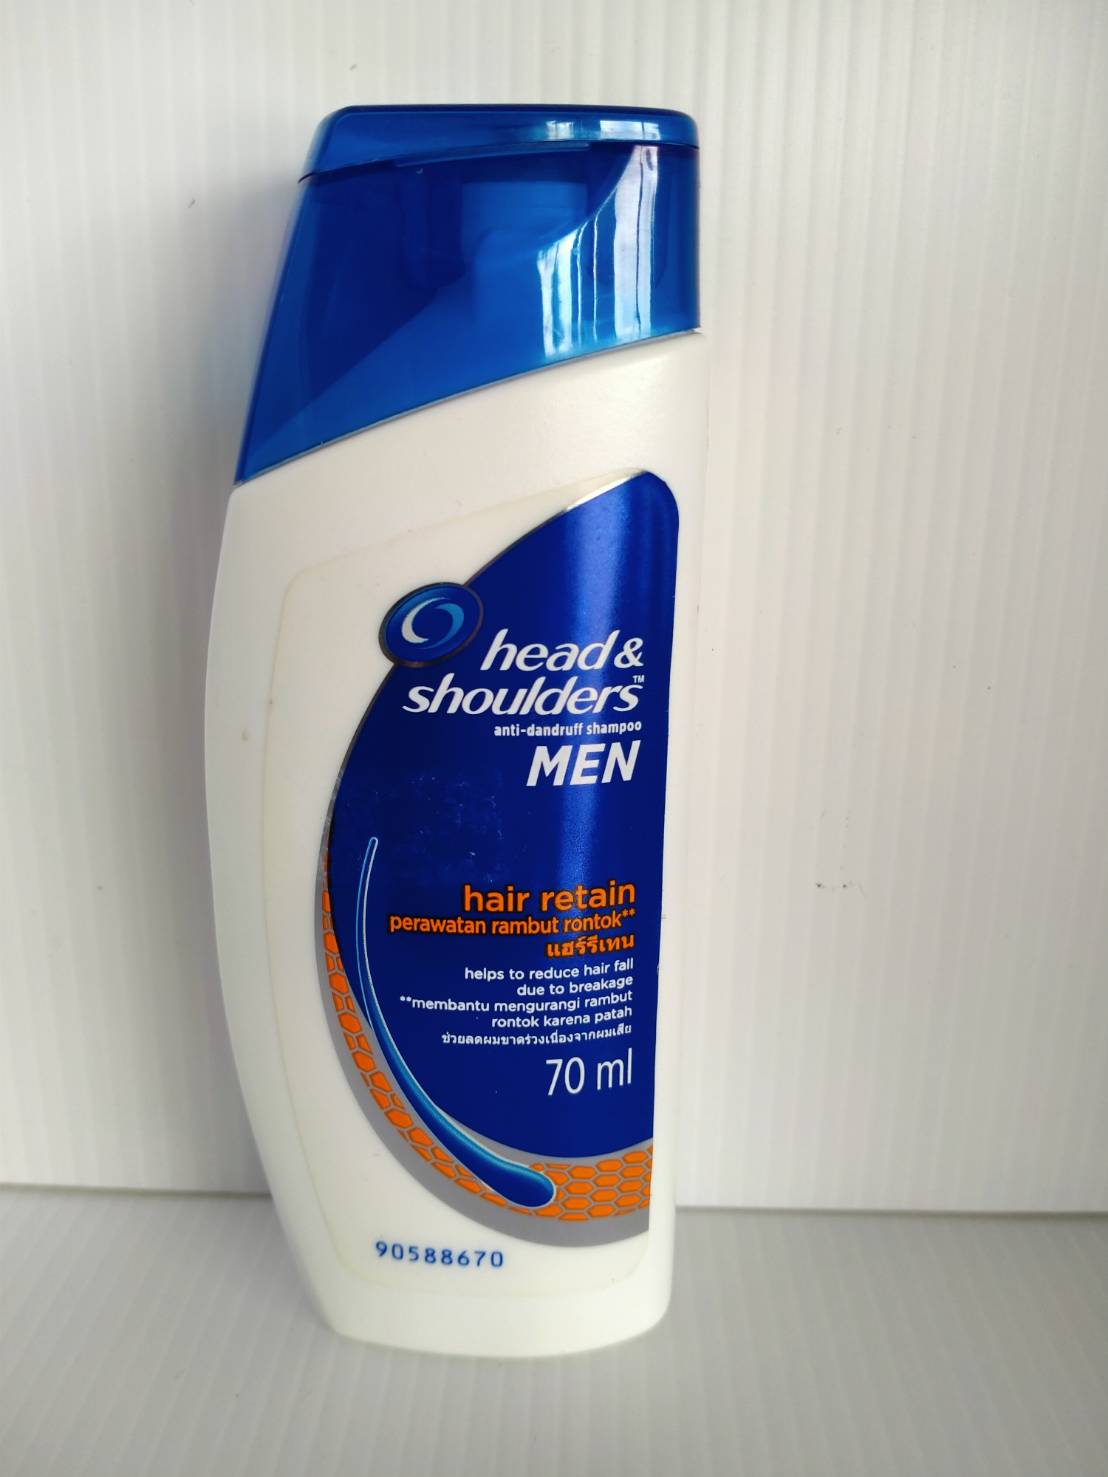 head &
shoulders™
anti-dandruff shampoo
MEN
hair retain
perawatan rambut rontok**
แฮร์รีเทน
helps to reduce hair fall
due to breakage
**membantu mengurangi rambut
rontok karena patah
ช่วยลดผมขาดร่วงเนื่องจากผมเสีย
70 ml
90588670